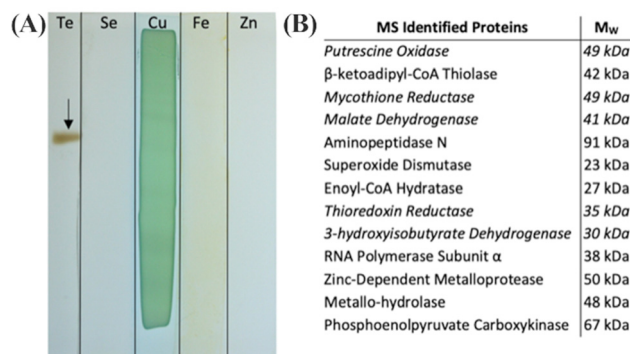 (A) Te Se Cu Fe Zn (B)
MS Identified Proteins Mw
Putrescine Oxidase 49 kDa
β-ketoadipyl-CoA Thiolase 42 kDa
Mycothione Reductase 49 kDa
Malate Dehydrogenase 41 kDa
Aminopeptidase N 91 kDa
Superoxide Dismutase 23 kDa
Enoyl-CoA Hydratase 27 kDa
Thioredoxin Reductase 35 kDa
3-hydroxyisobutyrate Dehydrogenase 30 kDa
RNA Polymerase Subunit α 38 kDa
Zinc-Dependent Metalloprotease 50 kDa
Metallo-hydrolase 48 kDa
Phosphoenolpyruvate Carboxykinase 67 kDa